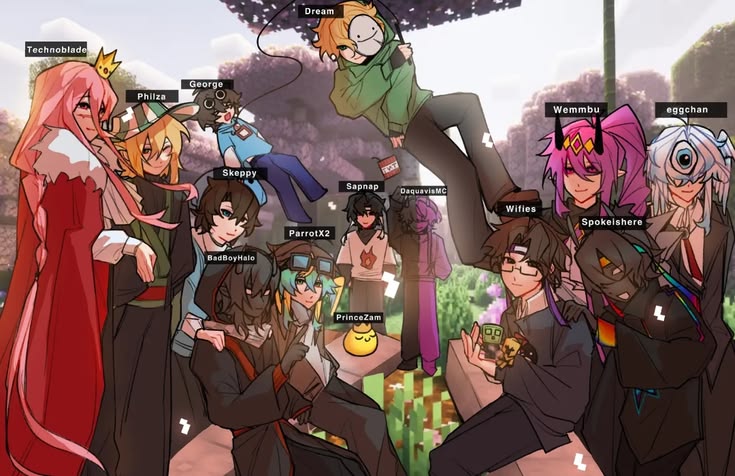 Dream
Technoblade
George
Philza
Wemmbu
eggchan
Skeppy
Sapnap
DaquavisMC
Wifies
Spokeishere
ParrotX2
BadBoyHalo
PrinceZam